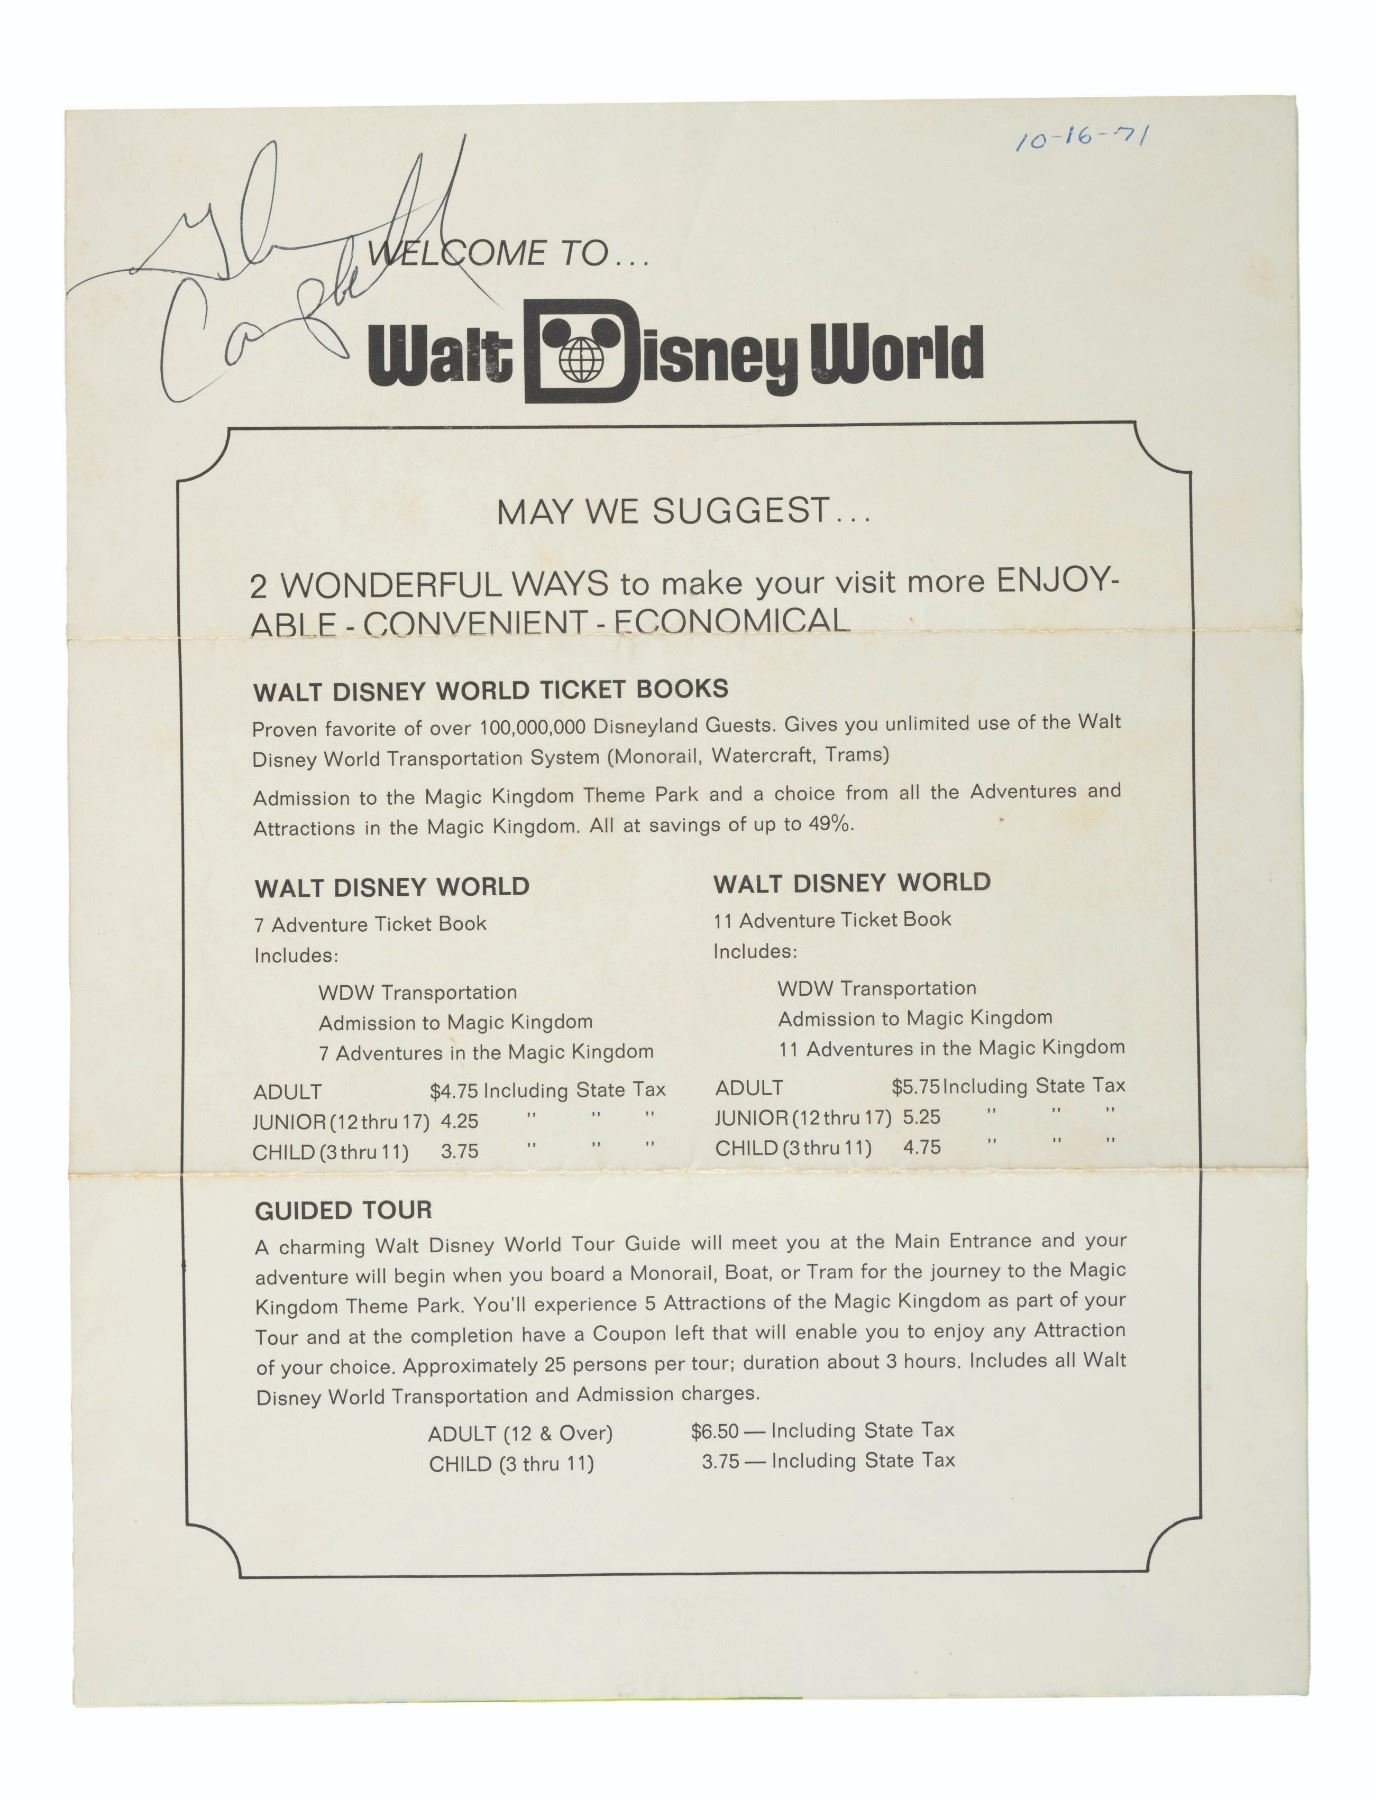 10-16-71
Glen
Campbell
WELCOME TO...
Walt Disney World
MAY WE SUGGEST...
2 WONDERFUL WAYS to make your visit more ENJOY-
ABLE - CONVENIENT - ECONOMICAL
WALT DISNEY WORLD TICKET BOOKS
Proven favorite of over 100,000,000 Disneyland Guests. Gives you unlimited use of the Walt
Disney World Transportation System (Monorail, Watercraft, Trams)
Admission to the Magic Kingdom Theme Park and a choice from all the Adventures and
Attractions in the Magic Kingdom. All at savings of up to 49%.
WALT DISNEY WORLD
7 Adventure Ticket Book
Includes:
WDW Transportation
Admission to Magic Kingdom
7 Adventures in the Magic Kingdom
ADULT $4.75 Including State Tax
JUNIOR (12 thru 17) 4.25 " " "
CHILD (3 thru 11) 3.75 " " "
WALT DISNEY WORLD
11 Adventure Ticket Book
Includes:
WDW Transportation
Admission to Magic Kingdom
11 Adventures in the Magic Kingdom
ADULT $5.75 Including State Tax
JUNIOR (12 thru 17) 5.25 " " "
CHILD (3 thru 11) 4.75 " " "
GUIDED TOUR
A charming Walt Disney World Tour Guide will meet you at the Main Entrance and your
adventure will begin when you board a Monorail, Boat, or Tram for the journey to the Magic
Kingdom Theme Park. You'll experience 5 Attractions of the Magic Kingdom as part of your
Tour and at the completion have a Coupon left that will enable you to enjoy any Attraction
of your choice. Approximately 25 persons per tour; duration about 3 hours. Includes all Walt
Disney World Transportation and Admission charges.
ADULT (12 & Over) $6.50 — Including State Tax
CHILD (3 thru 11) 3.75 — Including State Tax